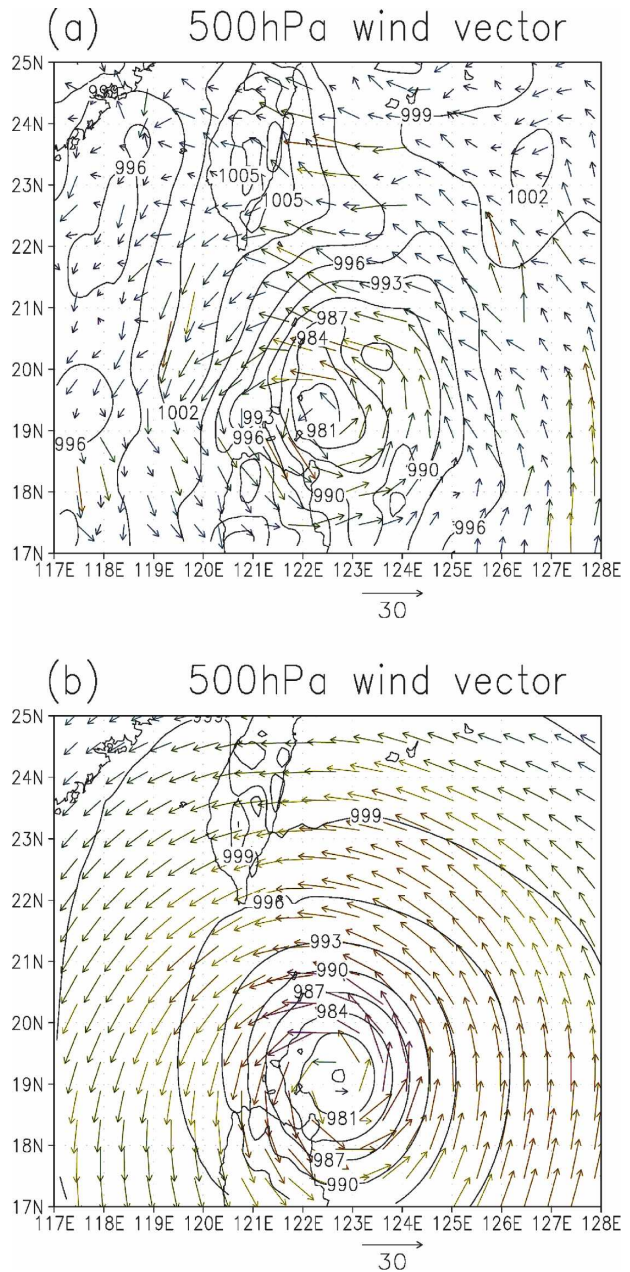 (a) 500hPa wind vector
25N
999
24N
999
996
23N
1005
1005
1002
22N
996
993
21N
987
984
20N
1002
993
19N
996
981
996
990
18N
990
996
17N
117E 118E 119E 120E 121E 122E 123E 124E 125E 126E 127E 128E
30
(b) 500hPa wind vector
25N
999
24N
999
23N
999
22N
996
993
21N
990
987
984
20N
19N
981
18N
987
990
17N
117E 118E 119E 120E 121E 122E 123E 124E 125E 126E 127E 128E
30